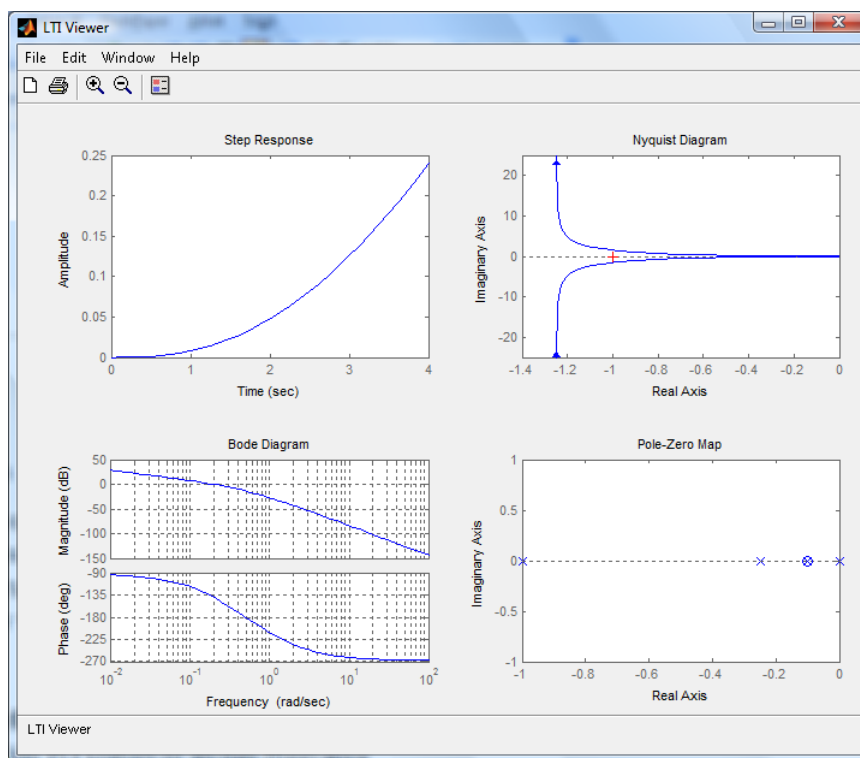 LTI Viewer
File Edit Window Help
Step Response
Amplitude
0.25
0.2
0.15
0.1
0.05
0
0 1 2 3 4
Time (sec)
Nyquist Diagram
Imaginary Axis
20
10
0
-10
-20
-1.4 -1.2 -1 -0.8 -0.6 -0.4 -0.2 0
Real Axis
Bode Diagram
Magnitude (dB)
50
0
-50
-100
-150
Phase (deg)
-90
-135
-180
-225
-270
10^-2 10^-1 10^0 10^1 10^2
Frequency (rad/sec)
Pole-Zero Map
Imaginary Axis
1
0.5
0
-0.5
-1
-1 -0.8 -0.6 -0.4 -0.2 0
Real Axis
LTI Viewer